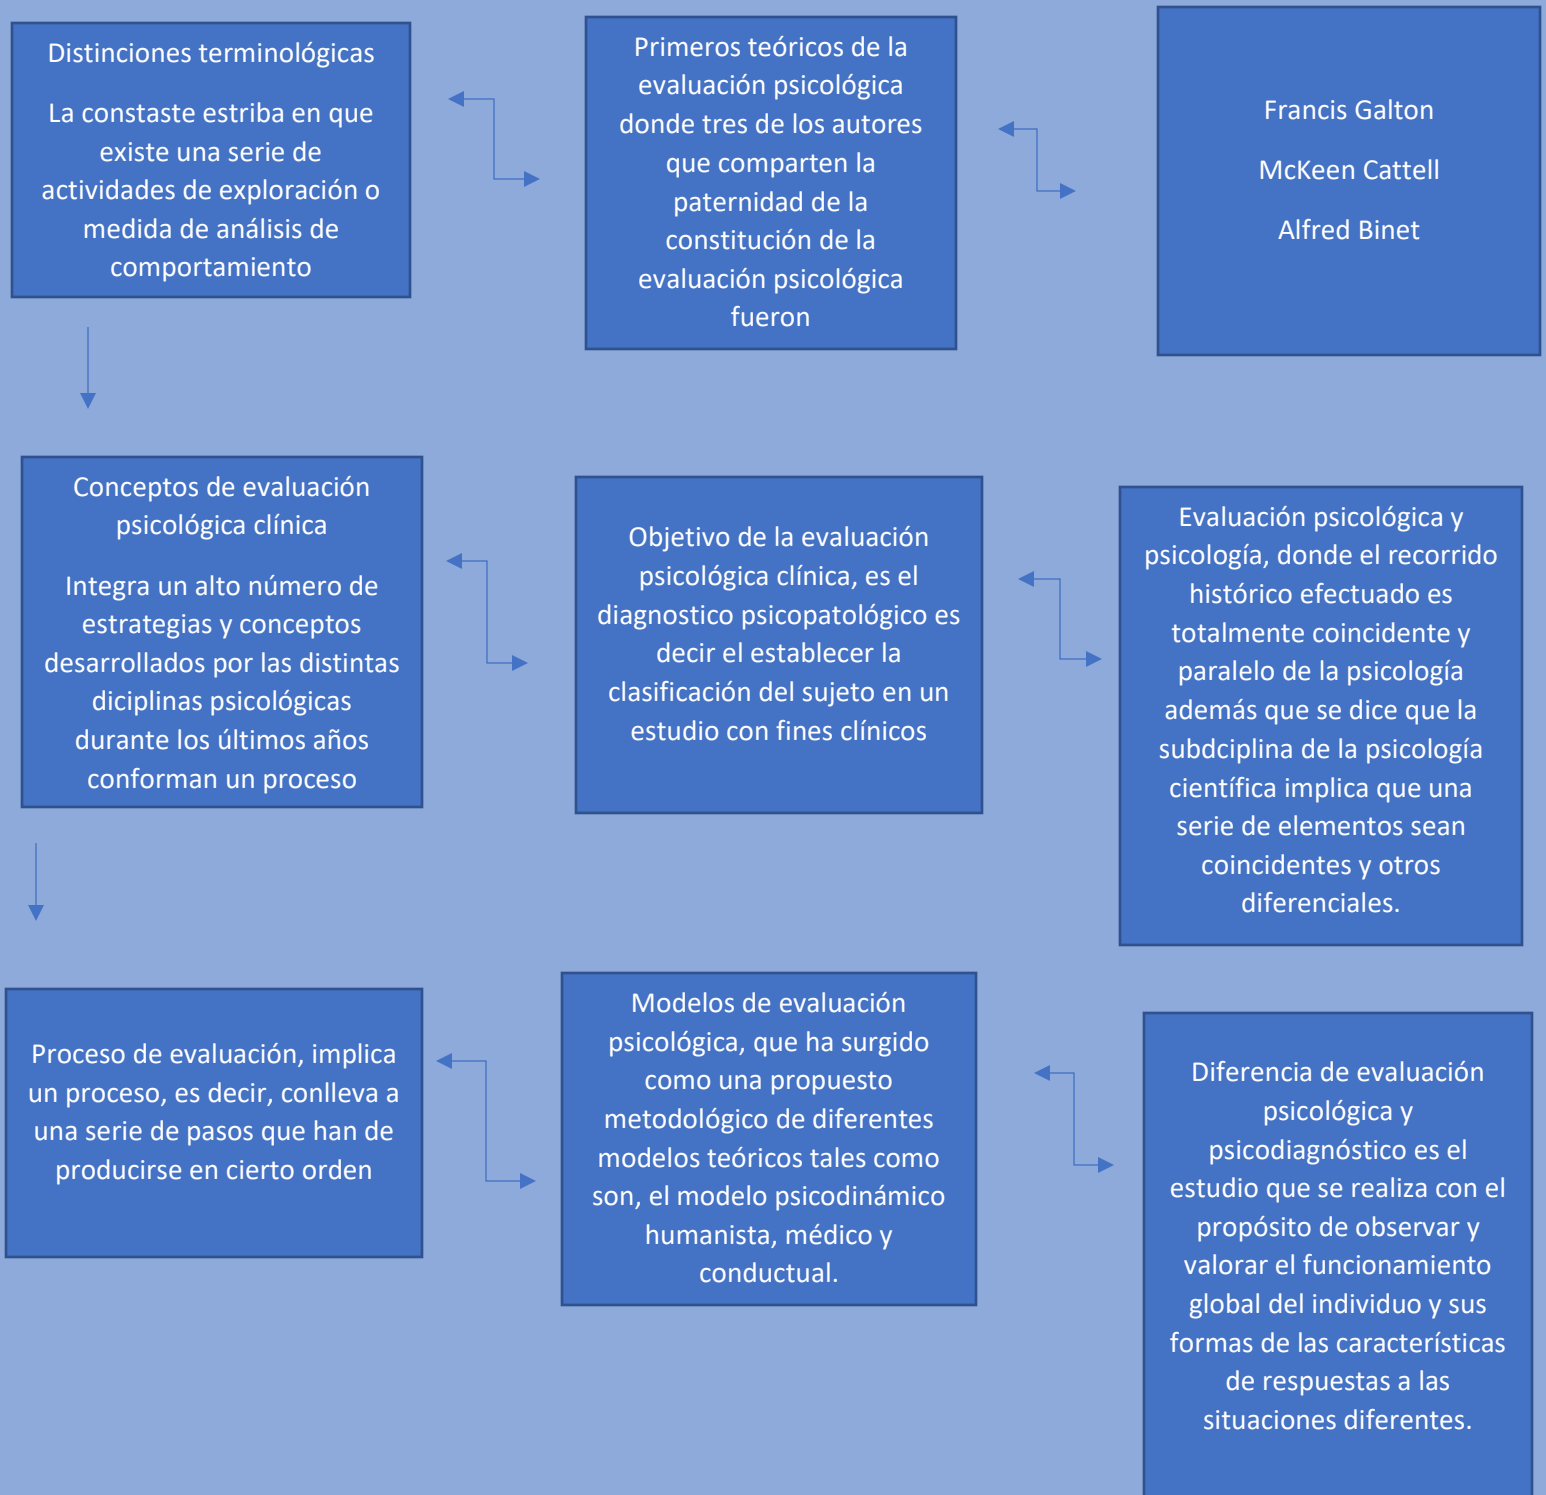 Distinciones terminológicas
La constaste estriba en que
existe una serie de
actividades de exploración o
medida de análisis de
comportamiento
Primeros teóricos de la
evaluación psicológica
donde tres de los autores
que comparten la
paternidad de la
constitución de la
evaluación psicológica
fueron
Francis Galton
McKeen Cattell
Alfred Binet
Conceptos de evaluación
psicológica clínica
Integra un alto número de
estrategias y conceptos
desarrollados por las distintas
diciplinas psicológicas
durante los últimos años
conforman un proceso
Objetivo de la evaluación
psicológica clínica, es el
diagnostico psicopatológico es
decir el establecer la
clasificación del sujeto en un
estudio con fines clínicos
Evaluación psicológica y
psicología, donde el recorrido
histórico efectuado es
totalmente coincidente y
paralelo de la psicología
además que se dice que la
subdciplina de la psicología
científica implica que una
serie de elementos sean
coincidentes y otros
diferenciales.
Proceso de evaluación, implica
un proceso, es decir, conlleva a
una serie de pasos que han de
producirse en cierto orden
Modelos de evaluación
psicológica, que ha surgido
como una propuesto
metodológico de diferentes
modelos teóricos tales como
son, el modelo psicodinámico
humanista, médico y
conductual.
Diferencia de evaluación
psicológica y
psicodiagnóstico es el
estudio que se realiza con el
propósito de observar y
valorar el funcionamiento
global del individuo y sus
formas de las características
de respuestas a las
situaciones diferentes.